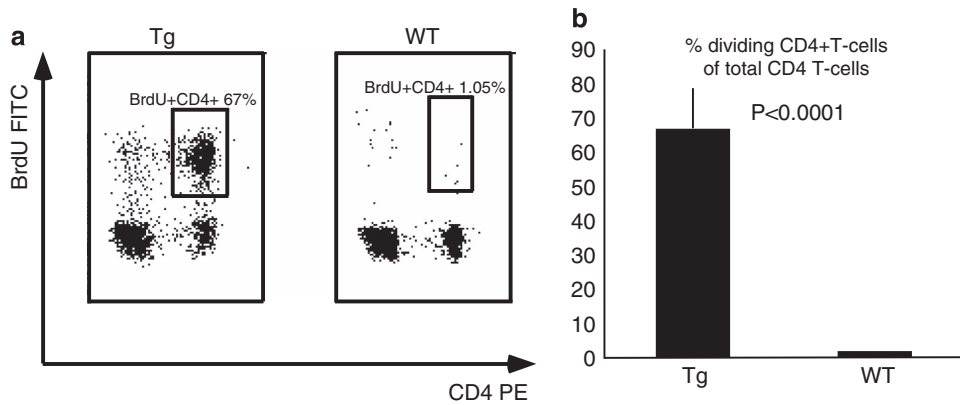 a
Tg
WT
BrdU FITC
BrdU+CD4+ 67%
BrdU+CD4+ 1.05%
CD4 PE
b
% dividing CD4+T-cells
of total CD4 T-cells
P<0.0001
90
80
70
60
50
40
30
20
10
0
Tg
WT